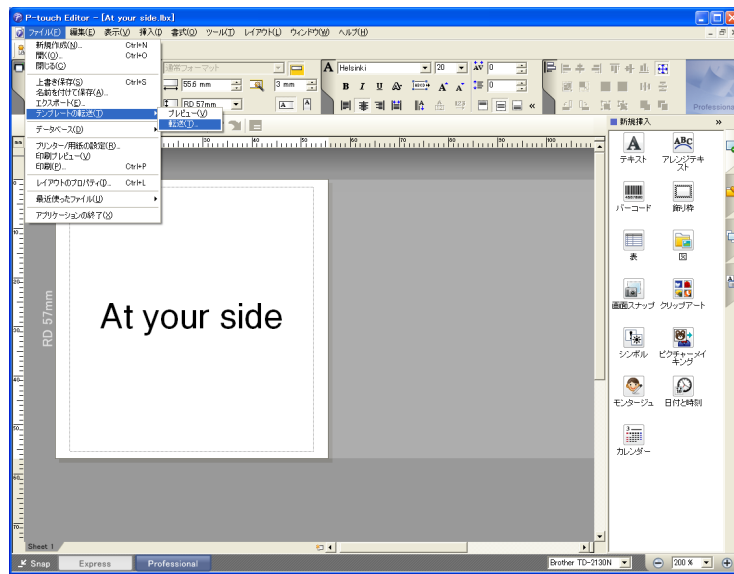 P-touch Editor - [At your side.lbx]
ファイル(F) 編集(E) 表示(V) 挿入(I) 書式(O) ツール(T) レイアウト(L) ウィンドウ(W) ヘルプ(H)
新規作成(N)... Ctrl+N
開く(O)... Ctrl+O
閉じる(C)
上書き保存(S) Ctrl+S
名前を付けて保存(A)...
エクスポート(E)...
テンプレートの転送(T)
プレビュー(V)
転送(T)...
データベース(D)
プリンター/用紙の設定(R)...
印刷プレビュー(V)
印刷(P)... Ctrl+P
レイアウトのプロパティ(I)... Ctrl+L
最近使ったファイル(U)
アプリケーションの終了(X)
通常フォーマット
55.6 mm 3 mm
RD 57mm
A Helsinki 20 AV 0
B I U 0
Professional
新規挿入 »
テキスト
アレンジテキスト
バーコード
飾り枠
表
図
画面スナップ
クリップアート
シンボル
ピクチャーメイキング
モンタージュ
日付と時刻
カレンダー
RD 57mm
At your side
Sheet 1
Snap Express Professional
Brother TD-2130N 200 %